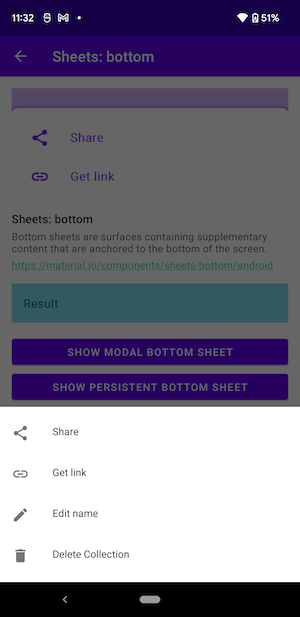 11:32
51%
Sheets: bottom
Share
Get link
Sheets: bottom
Bottom sheets are surfaces containing supplementary
content that are anchored to the bottom of the screen.
https://material.io/components/sheets-bottom/android
Result
SHOW MODAL BOTTOM SHEET
SHOW PERSISTENT BOTTOM SHEET
Share
Get link
Edit name
Delete Collection